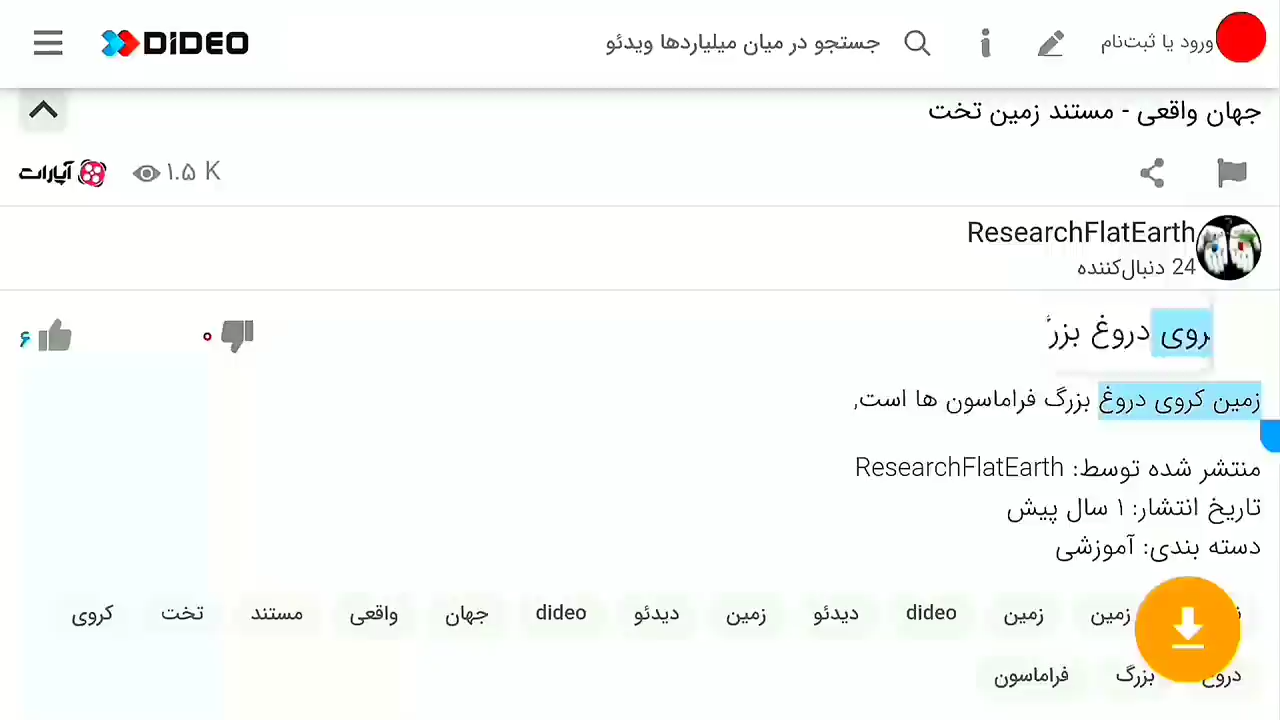 DiDEO
جستجو در میان میلیاردها ویدئو
ورود یا ثبت‌نام
جهان واقعی - مستند زمین تخت
آپارات
۱.۵ K
ResearchFlatEarth
24 دنبال‌کننده
۶
۰
روی دروغ بزر
زمین کروی دروغ بزرگ فراماسون ها است,
منتشر شده توسط: ResearchFlatEarth
تاریخ انتشار: ۱ سال پیش
دسته بندی: آموزشی
زمین زمین dideo دیدئو زمین دیدئو dideo جهان واقعی مستند تخت کروی
دروغ بزرگ فراماسون